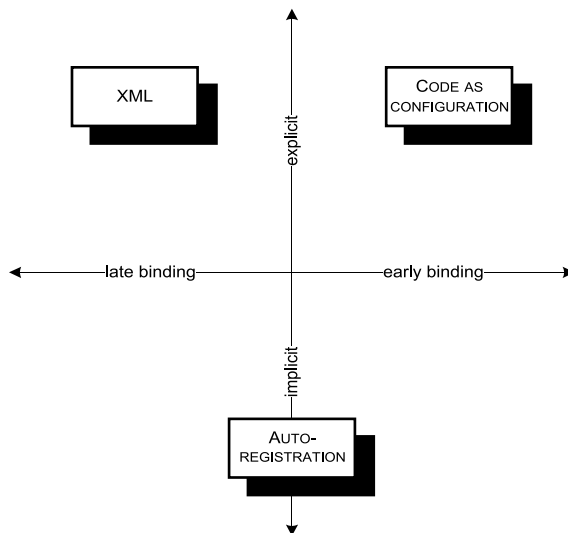 XML
CODE AS
CONFIGURATION
explicit
late binding
early binding
implicit
AUTO-
REGISTRATION